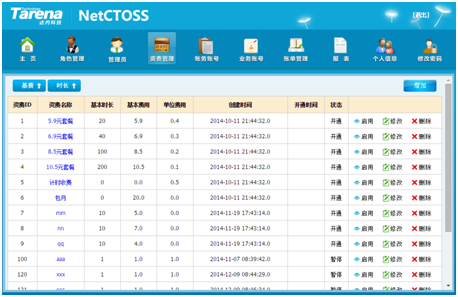 Tarena NetCTOSS [退出]
达内科技
主 页 角色管理 管理员 资费管理 账务账号 业务账号 账单管理 报 表 个人信息 修改密码
基费 时长 增加
资费ID 资费名称 基本时长 基本费用 单位费用 创建时间 开通时间 状态
1 5.9元套餐 20 5.9 0.4 2014-10-11 21:44:32.0 开通 启用 修改 删除
2 6.9元套餐 40 6.9 0.3 2014-10-11 21:44:32.0 开通 启用 修改 删除
3 8.5元套餐 100 8.5 0.2 2014-10-11 21:44:32.0 开通 启用 修改 删除
4 10.5元套餐 200 10.5 0.1 2014-10-11 21:44:32.0 开通 启用 修改 删除
5 计时收费 0 0.0 0.5 2014-10-11 21:44:32.0 开通 启用 修改 删除
6 包月 0 20.0 0.0 2014-10-11 21:44:32.0 开通 启用 修改 删除
7 mm 10 5.0 0.0 2014-11-19 17:43:14.0 开通 启用 修改 删除
8 nn 10 7.0 0.0 2014-11-19 17:43:14.0 开通 启用 修改 删除
9 qq 10 4.0 0.0 2014-11-19 17:43:14.0 开通 启用 修改 删除
100 aaa 1 1.0 1.0 2014-11-07 08:39:42.0 暂停 启用 修改 删除
120 xxx 1 1.0 1.0 2014-12-09 08:44:29.0 暂停 启用 修改 删除